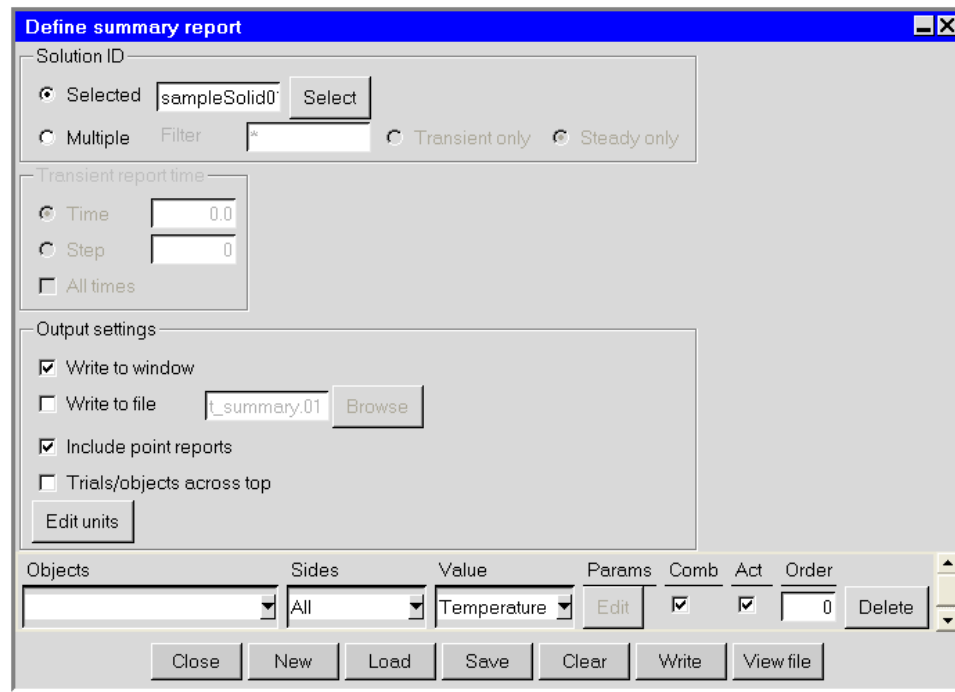 Define summary report
Solution ID
Selected sampleSolid01 Select
Multiple Filter * Transient only Steady only
Transient report time
Time 0.0
Step 0
All times
Output settings
Write to window
Write to file t_summary.01 Browse
Include point reports
Trials/objects across top
Edit units
Objects Sides Value Params Comb Act Order
All Temperature Edit 0 Delete
Close New Load Save Clear Write View file